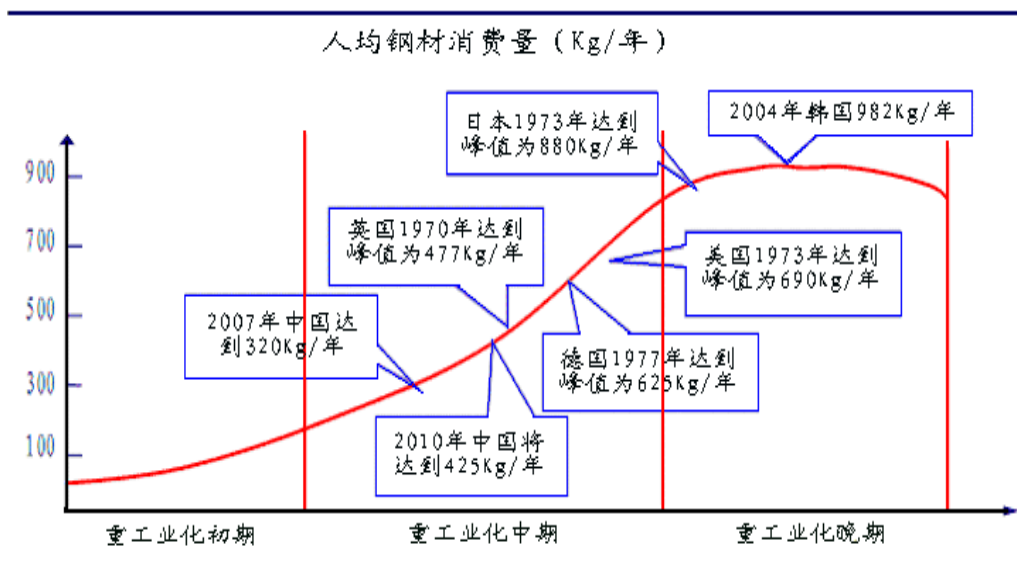 人均钢材消费量（Kg/年）
日本1973年达到
峰值为880Kg/年
2004年韩国982Kg/年
900
英国1970年达到
峰值为477Kg/年
700
美国1973年达到
峰值为690Kg/年
500
2007年中国达
到320Kg/年
德国1977年达到
峰值为625Kg/年
300
2010年中国将
达到425Kg/年
100
重工业化初期
重工业化中期
重工业化晚期